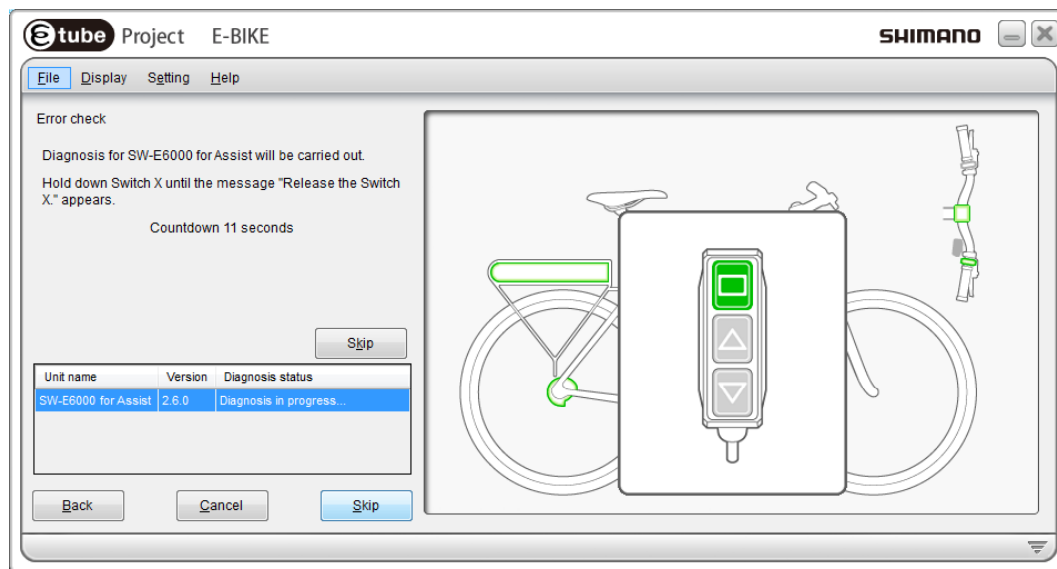 e tube Project E-BIKE
SHIMANO
File Display Setting Help
Error check
Diagnosis for SW-E6000 for Assist will be carried out.
Hold down Switch X until the message "Release the Switch
X." appears.
Countdown 11 seconds
Skip
Unit name Version Diagnosis status
SW-E6000 for Assist 2.6.0 Diagnosis in progress...
Back Cancel Skip